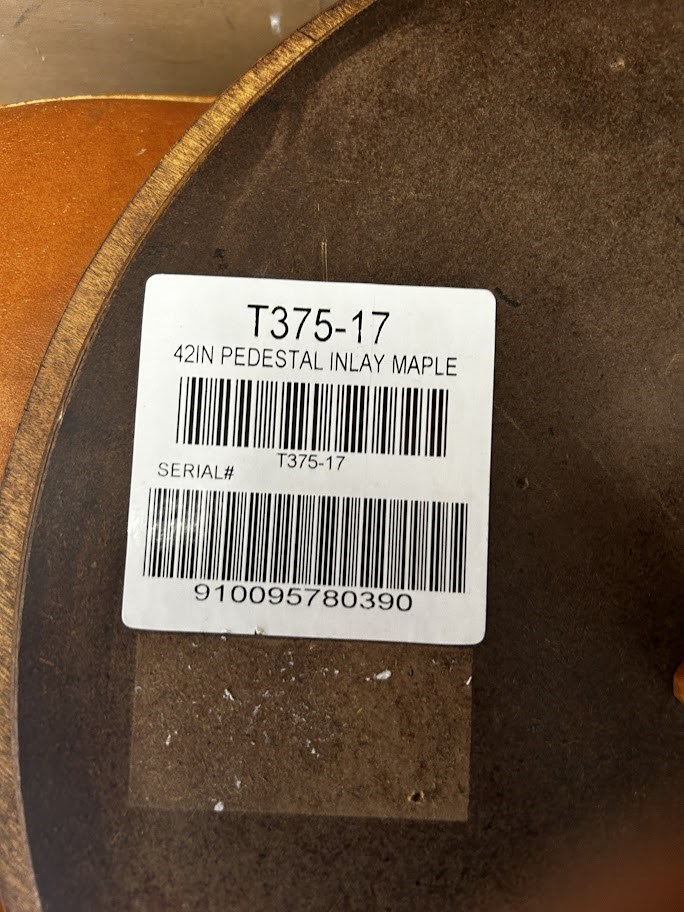 T375-17
42IN PEDESTAL INLAY MAPLE
T375-17
SERIAL#
910095780390